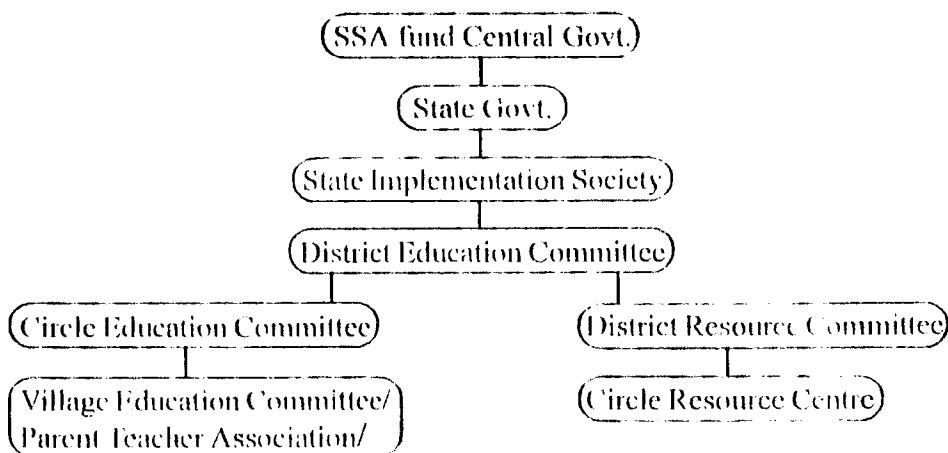 SSA fund Central Govt.
State Govt.
State Implementation Society
District Education Committee
Circle Education Committee
District Resource Committee
Village Education Committee/
Parent Teacher Association/
Circle Resource Centre